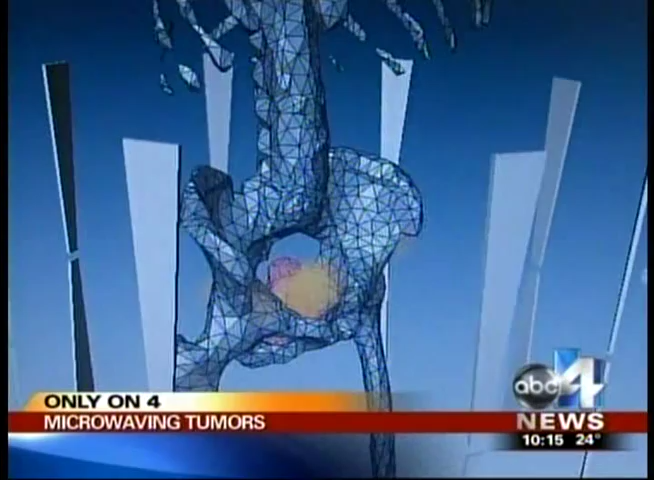 ONLY ON 4
MICROWAVING TUMORS
abc 4
NEWS
10:15 24°